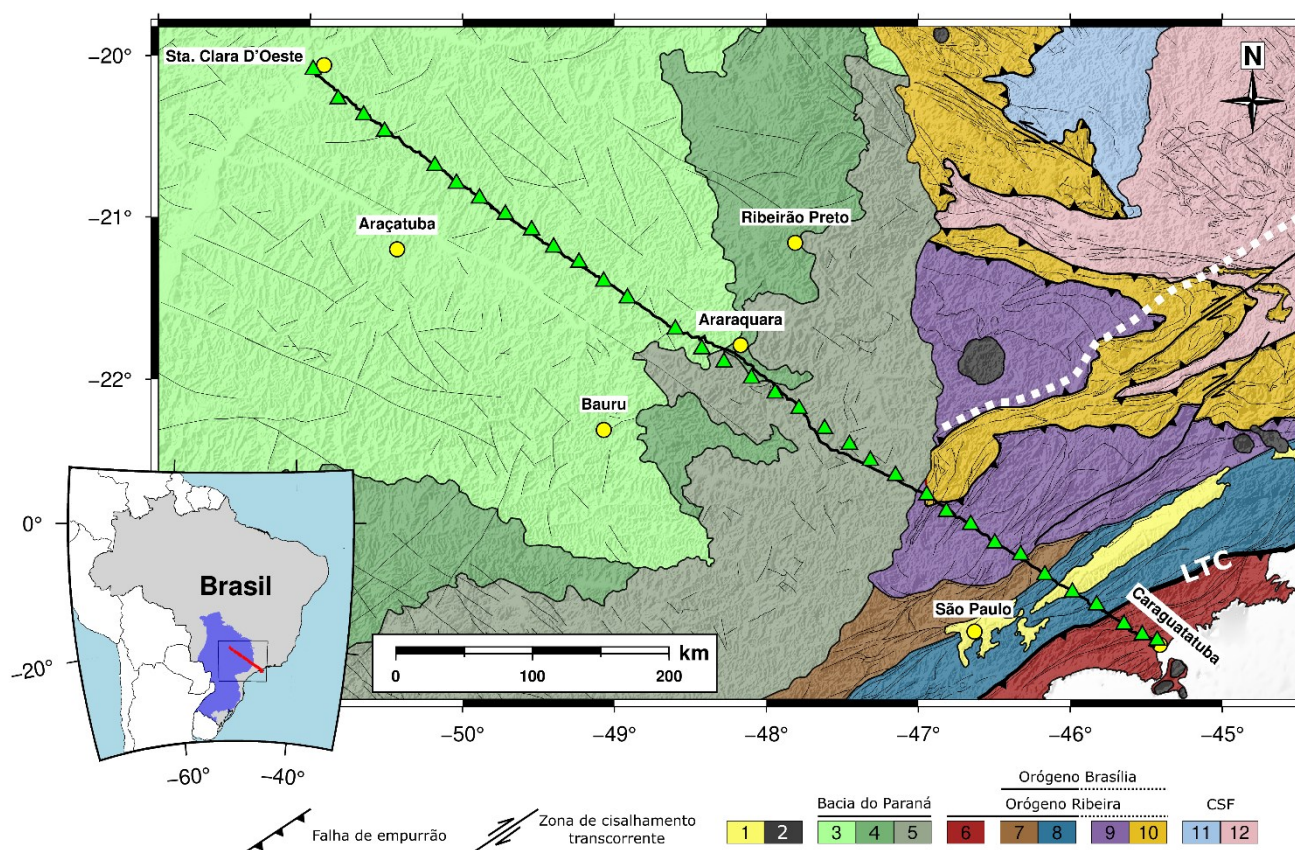 −20°
−21°
−22°
Sta. Clara D'Oeste
N
Araçatuba
Ribeirão Preto
Araraquara
Bauru
São Paulo
LTC
Caraguatatuba
km
0 100 200
−50° −49° −48° −47° −46° −45°
0°
−20°
Brasil
−60° −40°
Falha de empurrão
Zona de cisalhamento
transcorrente
Orógeno Brasília
Bacia do Paraná Orógeno Ribeira CSF
1 2 3 4 5 6 7 8 9 10 11 12